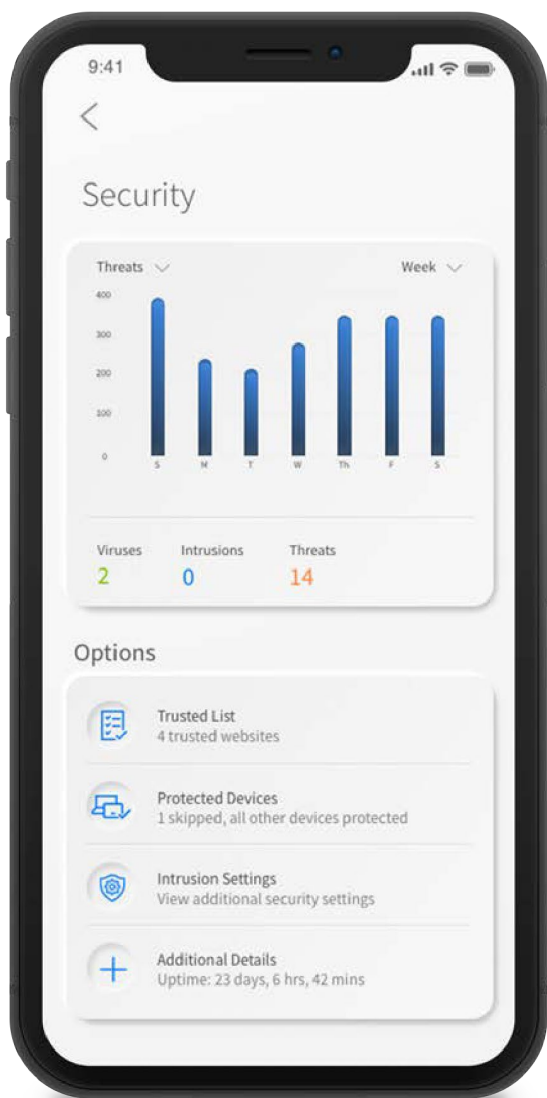 9:41
Security
Threats Week
400
300
200
100
0
S M T W Th F S
Viruses Intrusions Threats
2 0 14
Options
Trusted List
4 trusted websites
Protected Devices
1 skipped, all other devices protected
Intrusion Settings
View additional security settings
Additional Details
Uptime: 23 days, 6 hrs, 42 mins